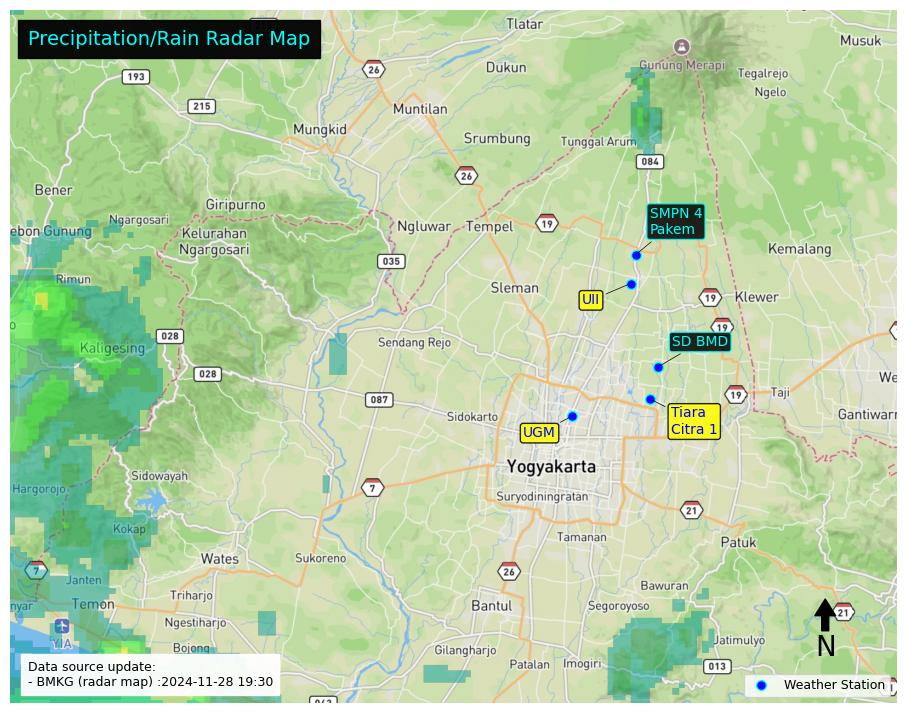 Precipitation/Rain Radar Map
Tlatar
Musuk
26
Dukun
Gunung Merapi
Tegalrejo
193
Ngelo
215
Muntilan
Mungkid
Srumbung
Tunggal Arum
084
26
Bener
Giripurno
SMPN 4
Pakem
Ngargosari
Ngluwar
Tempel
19
ebon Gunung
Kelurahan
Ngargosari
Kemalang
035
Rimun
Sleman
UII
19
Klewer
19
028
Sendang Rejo
SD BMD
Kaligesing
028
087
19
Taji
We
Sidokarto
Tiara
Citra 1
Gantiwarn
UGM
Yogyakarta
Sidowayah
Hargorojo
7
Suryodiningratan
21
Kokap
Tamanan
Patuk
Wates
Sukoreno
7
26
Janten
Bawuran
Triharjo
nyar
Temon
Bantul
Segoroyoso
21
Ngestiharjo
YIA
N
Bojong
Gilangharjo
Jatimulyo
Patalan
Imogiri
013
Data source update:
- BMKG (radar map) :2024-11-28 19:30
Weather Station